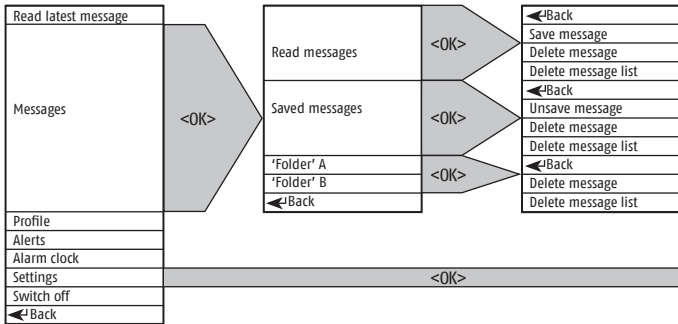 Read latest message
Messages
Profile
Alerts
Alarm clock
Settings
Switch off
Back
<OK>
Read messages
Saved messages
'Folder' A
'Folder' B
Back
<OK>
<OK>
<OK>
Back
Save message
Delete message
Delete message list
Back
Unsave message
Delete message
Delete message list
Back
Delete message
Delete message list
<OK>